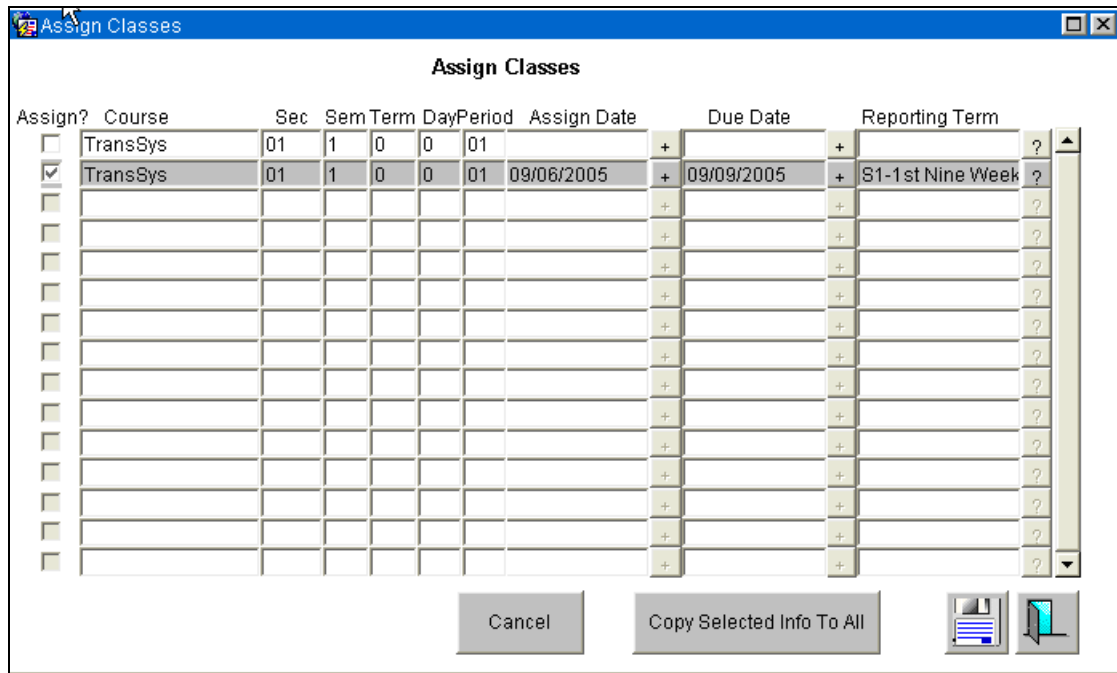 Assign Classes
Assign Classes
Assign? Course Sec Sem Term Day Period Assign Date Due Date Reporting Term
TransSys 01 1 0 0 01 + + ?
TransSys 01 1 0 0 01 09/06/2005 + 09/09/2005 + S1-1st Nine Week ?
+ + ?
+ + ?
+ + ?
+ + ?
+ + ?
+ + ?
+ + ?
+ + ?
+ + ?
+ + ?
+ + ?
+ + ?
+ + ?
Cancel Copy Selected Info To All